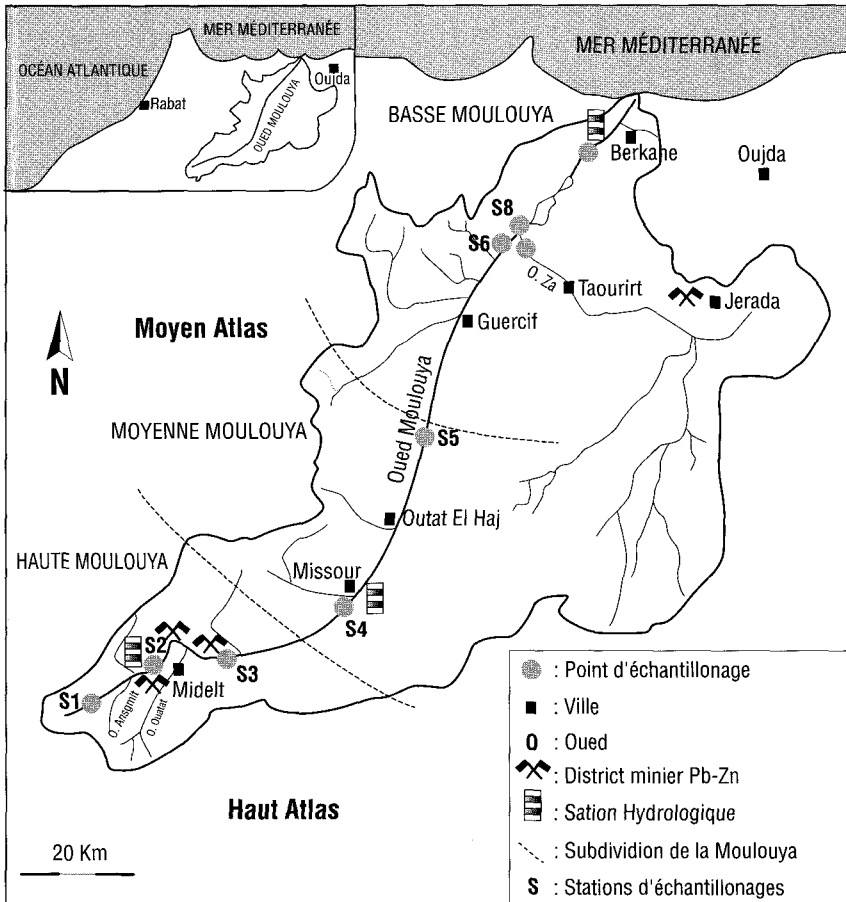 MER MÉDITERRANÉE
OCÉAN ATLANTIQUE
Oujda
Rabat
OUED MOULOUYA
MER MÉDITERRANÉE
BASSE MOULOUYA
Berkane
Oujda
S8
S6
O. Za
Taourirt
Jerada
Guercif
Moyen Atlas
N
Oued Moulouya
MOYENNE MOULOUYA
S5
Outat El Haj
HAUTE MOULOUYA
Missour
S4
S2
S3
Midelt
S1
O. Ansgmit
O. Ouatat
Haut Atlas
20 Km
: Point d'échantillonage
: Ville
O : Oued
: District minier Pb-Zn
: Sation Hydrologique
: Subdividion de la Moulouya
S : Stations d'échantillonages